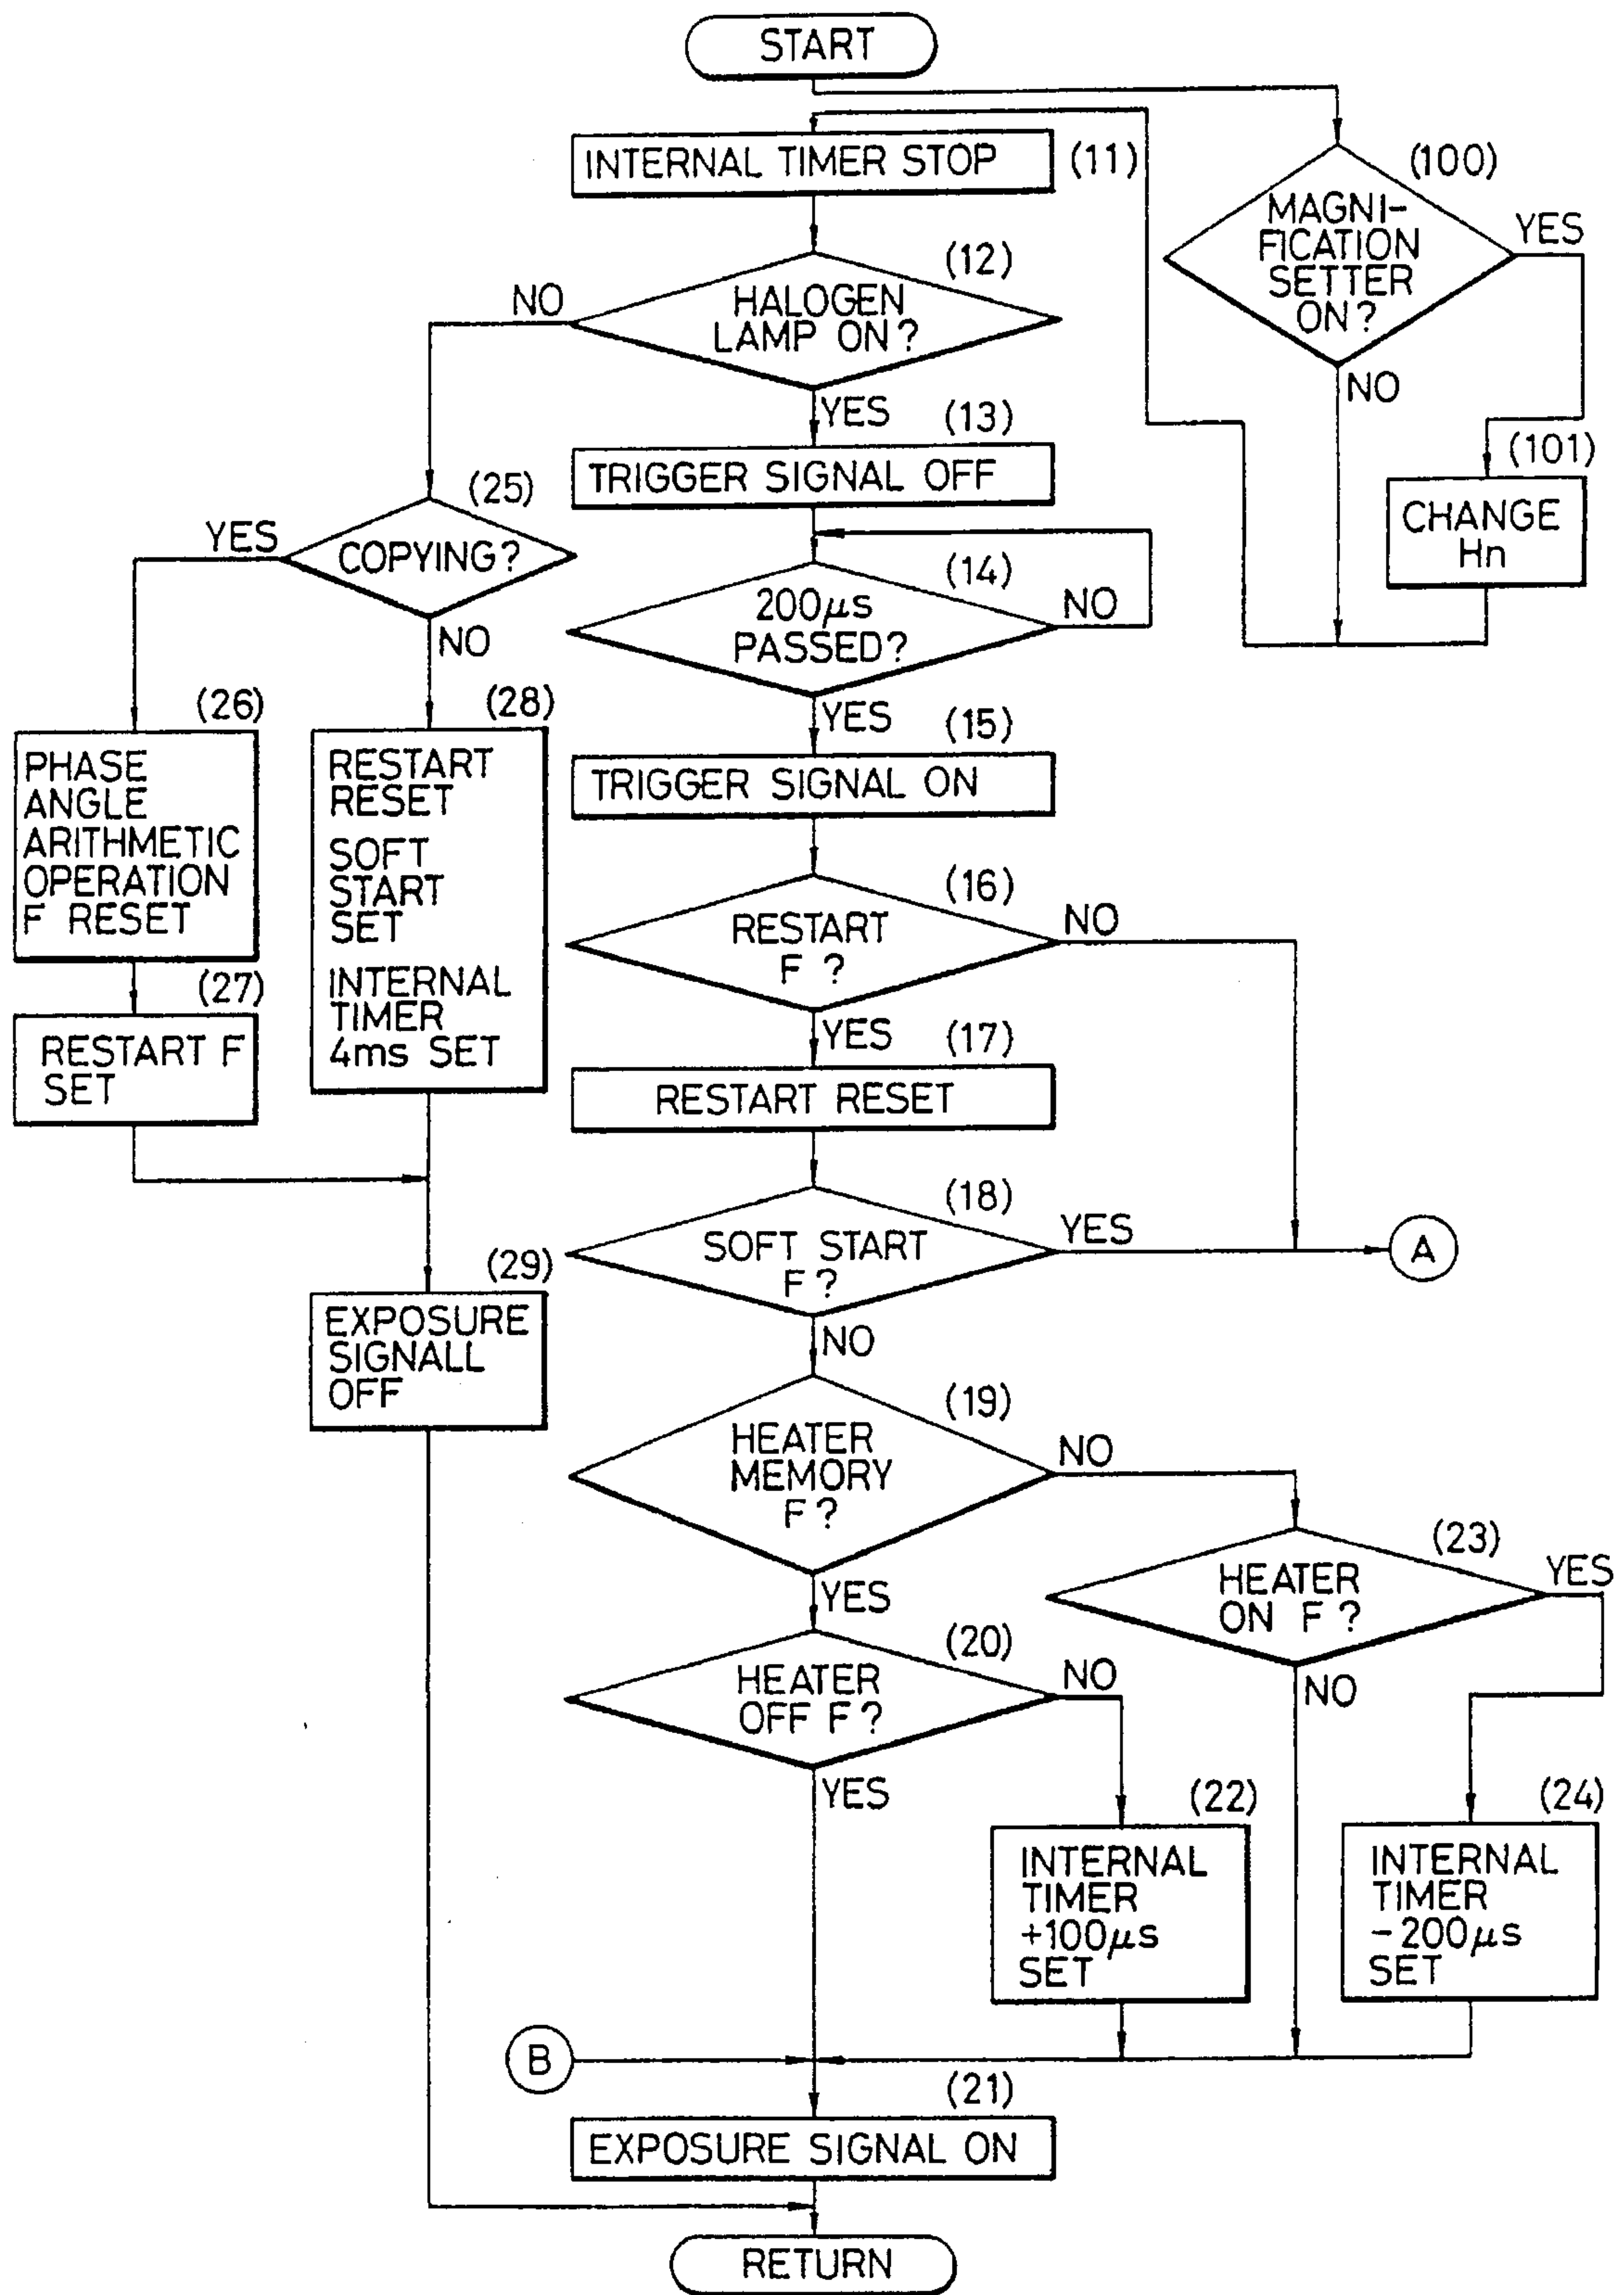 START
INTERNAL TIMER STOP
(11)
(100)
MAGNI-
FICATION
SETTER
ON?
YES
NO
(101)
CHANGE
Hn
(12)
HALOGEN
LAMP ON?
NO
YES
(13)
TRIGGER SIGNAL OFF
(14)
200μs
PASSED?
NO
YES
(15)
TRIGGER SIGNAL ON
(16)
RESTART
F ?
NO
YES
(17)
RESTART RESET
(18)
SOFT START
F?
YES
A
NO
(19)
HEATER
MEMORY
F?
NO
YES
(20)
HEATER
OFF F?
NO
YES
(23)
HEATER
ON F?
YES
NO
(22)
INTERNAL
TIMER
+100μs
SET
(24)
INTERNAL
TIMER
-200μs
SET
(25)
COPYING?
YES
NO
(26)
PHASE
ANGLE
ARITHMETIC
OPERATION
F RESET
(27)
RESTART F
SET
(28)
RESTART
RESET
SOFT
START
SET
INTERNAL
TIMER
4ms SET
(29)
EXPOSURE
SIGNALL
OFF
B
(21)
EXPOSURE SIGNAL ON
RETURN